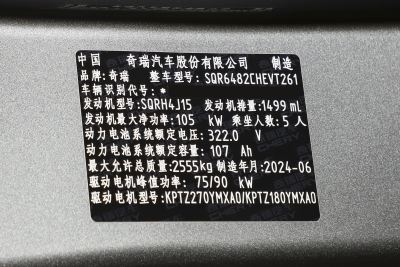 中国 奇瑞汽车股份有限公司 制造
品牌:奇瑞 整车型号:SQR6482CHEVT261
车辆识别代号:*
发动机型号:SQRH4J15 发动机排量:1499mL
发动机最大净功率:105 kW 乘坐人数:5人
动力电池系统额定电压:322.0 V
动力电池系统额定容量:107 Ah
最大允许总质量:2555kg 制造年月:2024-06
驱动电机峰值功率:75/90 kW
驱动电机型号:KPTZ270YMXA0/KPTZ180YMXA0